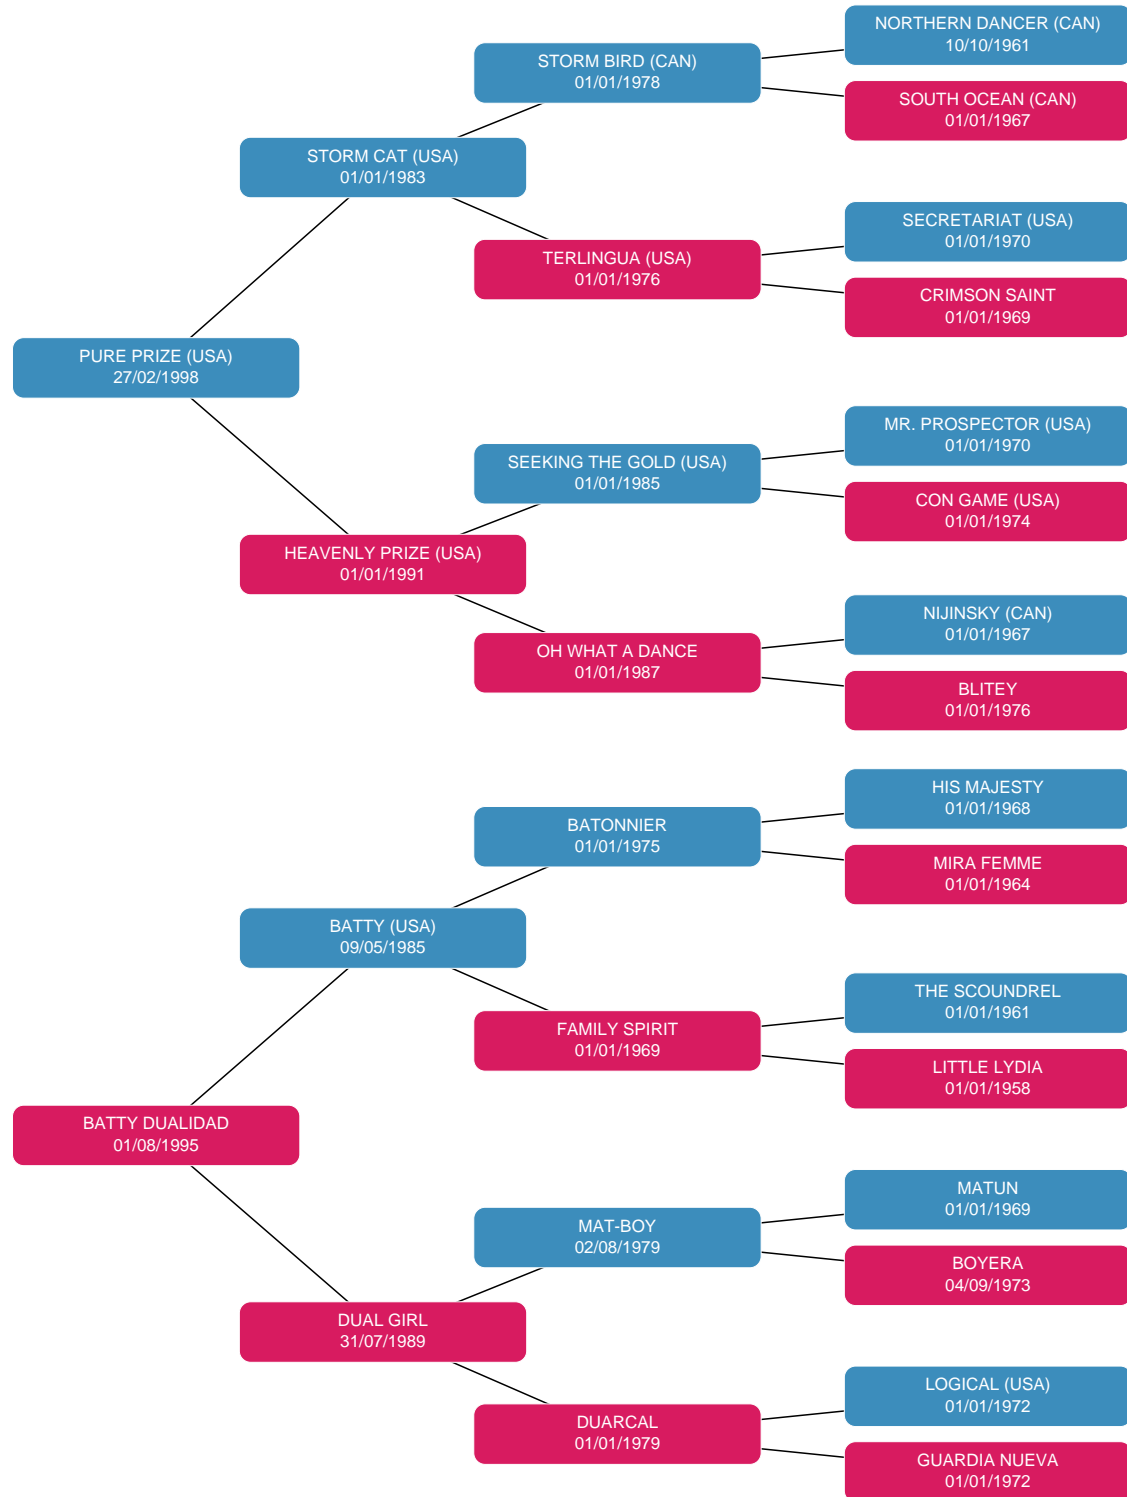 NORTHERN DANCER (CAN)
10/10/1961
STORM BIRD (CAN)
01/01/1978
SOUTH OCEAN (CAN)
01/01/1967
STORM CAT (USA)
01/01/1983
SECRETARIAT (USA)
01/01/1970
TERLINGUA (USA)
01/01/1976
CRIMSON SAINT
01/01/1969
PURE PRIZE (USA)
27/02/1998
MR. PROSPECTOR (USA)
01/01/1970
SEEKING THE GOLD (USA)
01/01/1985
CON GAME (USA)
01/01/1974
HEAVENLY PRIZE (USA)
01/01/1991
NIJINSKY (CAN)
01/01/1967
OH WHAT A DANCE
01/01/1987
BLITEY
01/01/1976
HIS MAJESTY
01/01/1968
BATONNIER
01/01/1975
MIRA FEMME
01/01/1964
BATTY (USA)
09/05/1985
THE SCOUNDREL
01/01/1961
FAMILY SPIRIT
01/01/1969
LITTLE LYDIA
01/01/1958
BATTY DUALIDAD
01/08/1995
MATUN
01/01/1969
MAT-BOY
02/08/1979
BOYERA
04/09/1973
DUAL GIRL
31/07/1989
LOGICAL (USA)
01/01/1972
DUARCAL
01/01/1979
GUARDIA NUEVA
01/01/1972